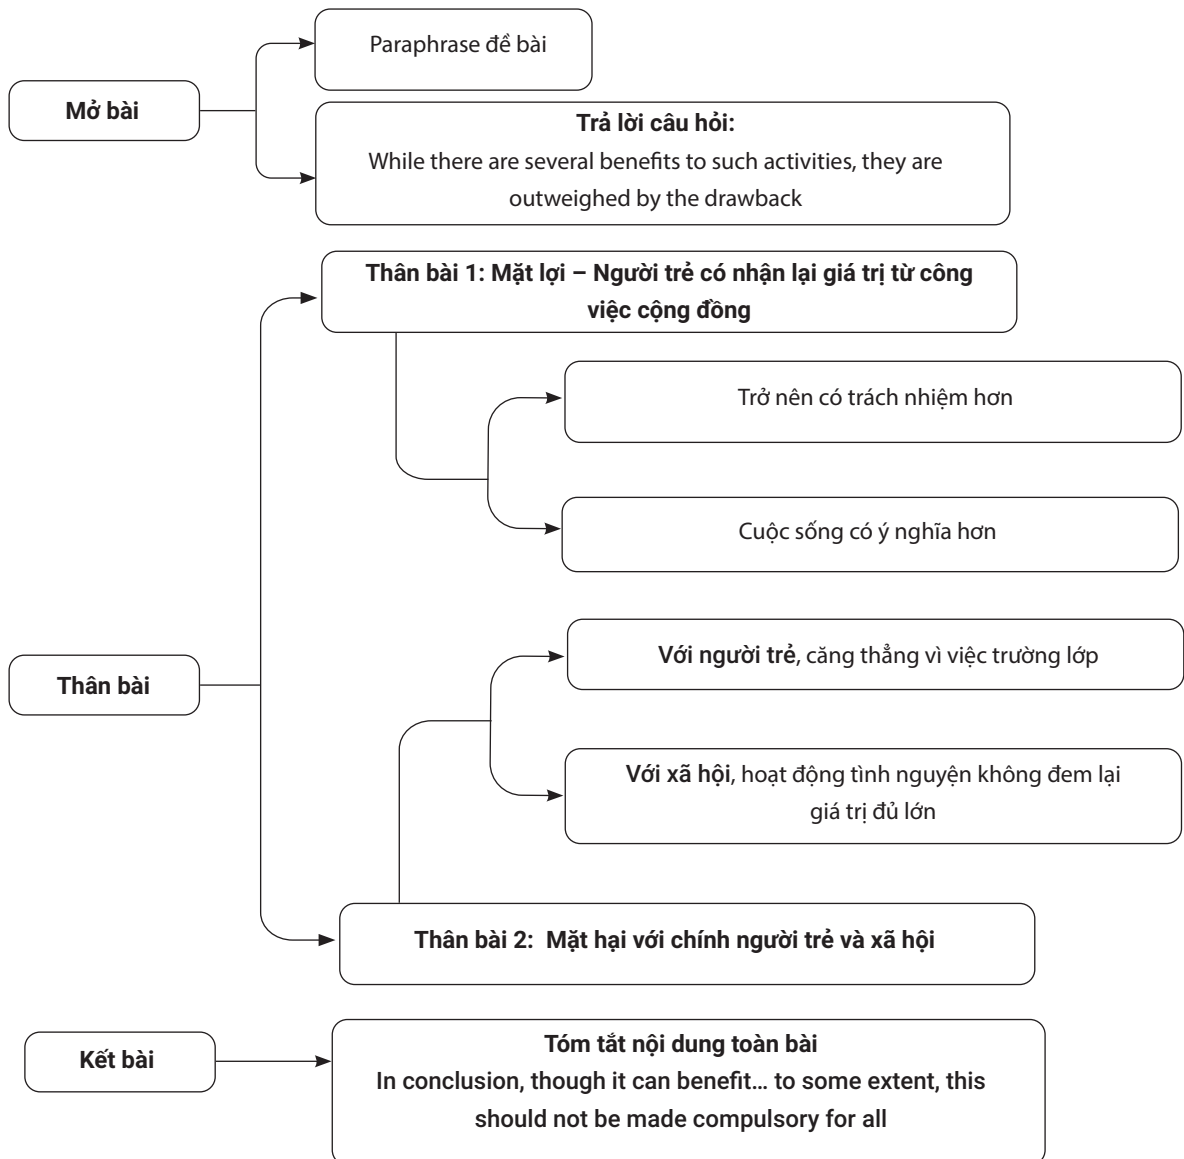 Paraphrase đề bài
Mở bài
Trả lời câu hỏi:
While there are several benefits to such activities, they are
outweighed by the drawback
Thân bài 1: Mặt lợi – Người trẻ có nhận lại giá trị từ công
việc cộng đồng
Trở nên có trách nhiệm hơn
Cuộc sống có ý nghĩa hơn
Thân bài
Với người trẻ, căng thẳng vì việc trường lớp
Với xã hội, hoạt động tình nguyện không đem lại
giá trị đủ lớn
Thân bài 2: Mặt hại với chính người trẻ và xã hội
Kết bài
Tóm tắt nội dung toàn bài
In conclusion, though it can benefit... to some extent, this
should not be made compulsory for all